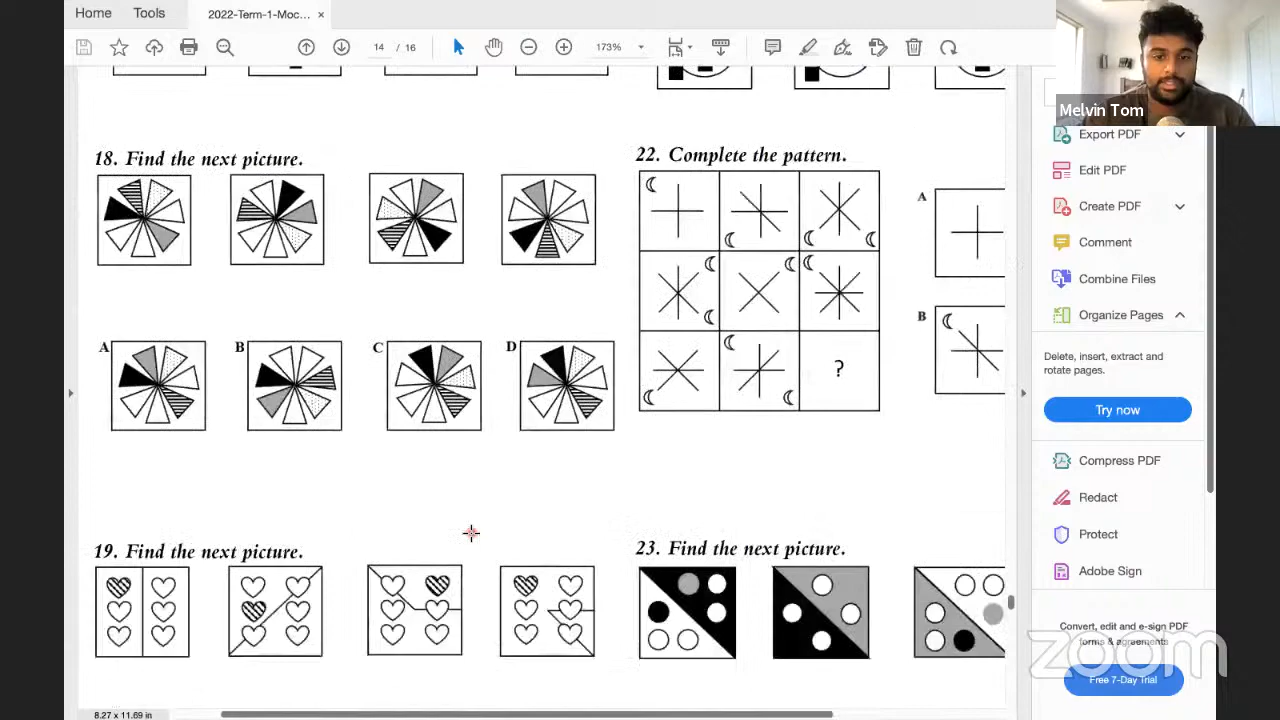 Home Tools 2022-Term-1-Moc... ×
14 / 16 173%
Melvin Tom
18. Find the next picture.
A B C D
19. Find the next picture.
22. Complete the pattern.
?
A
B
23. Find the next picture.
8.27 x 11.69 in
Export PDF
Edit PDF
Create PDF
Comment
Combine Files
Organize Pages
Delete, insert, extract and
rotate pages.
Try now
Compress PDF
Redact
Protect
Adobe Sign
Convert, edit and e-sign PDF
forms & agreements
Free 7-Day Trial
zoom